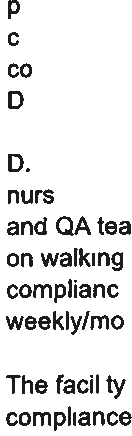 p
c
co
D
D.
nurs
and QA tea
on walking
complianc
weekly/mo
The facil ty
compliance